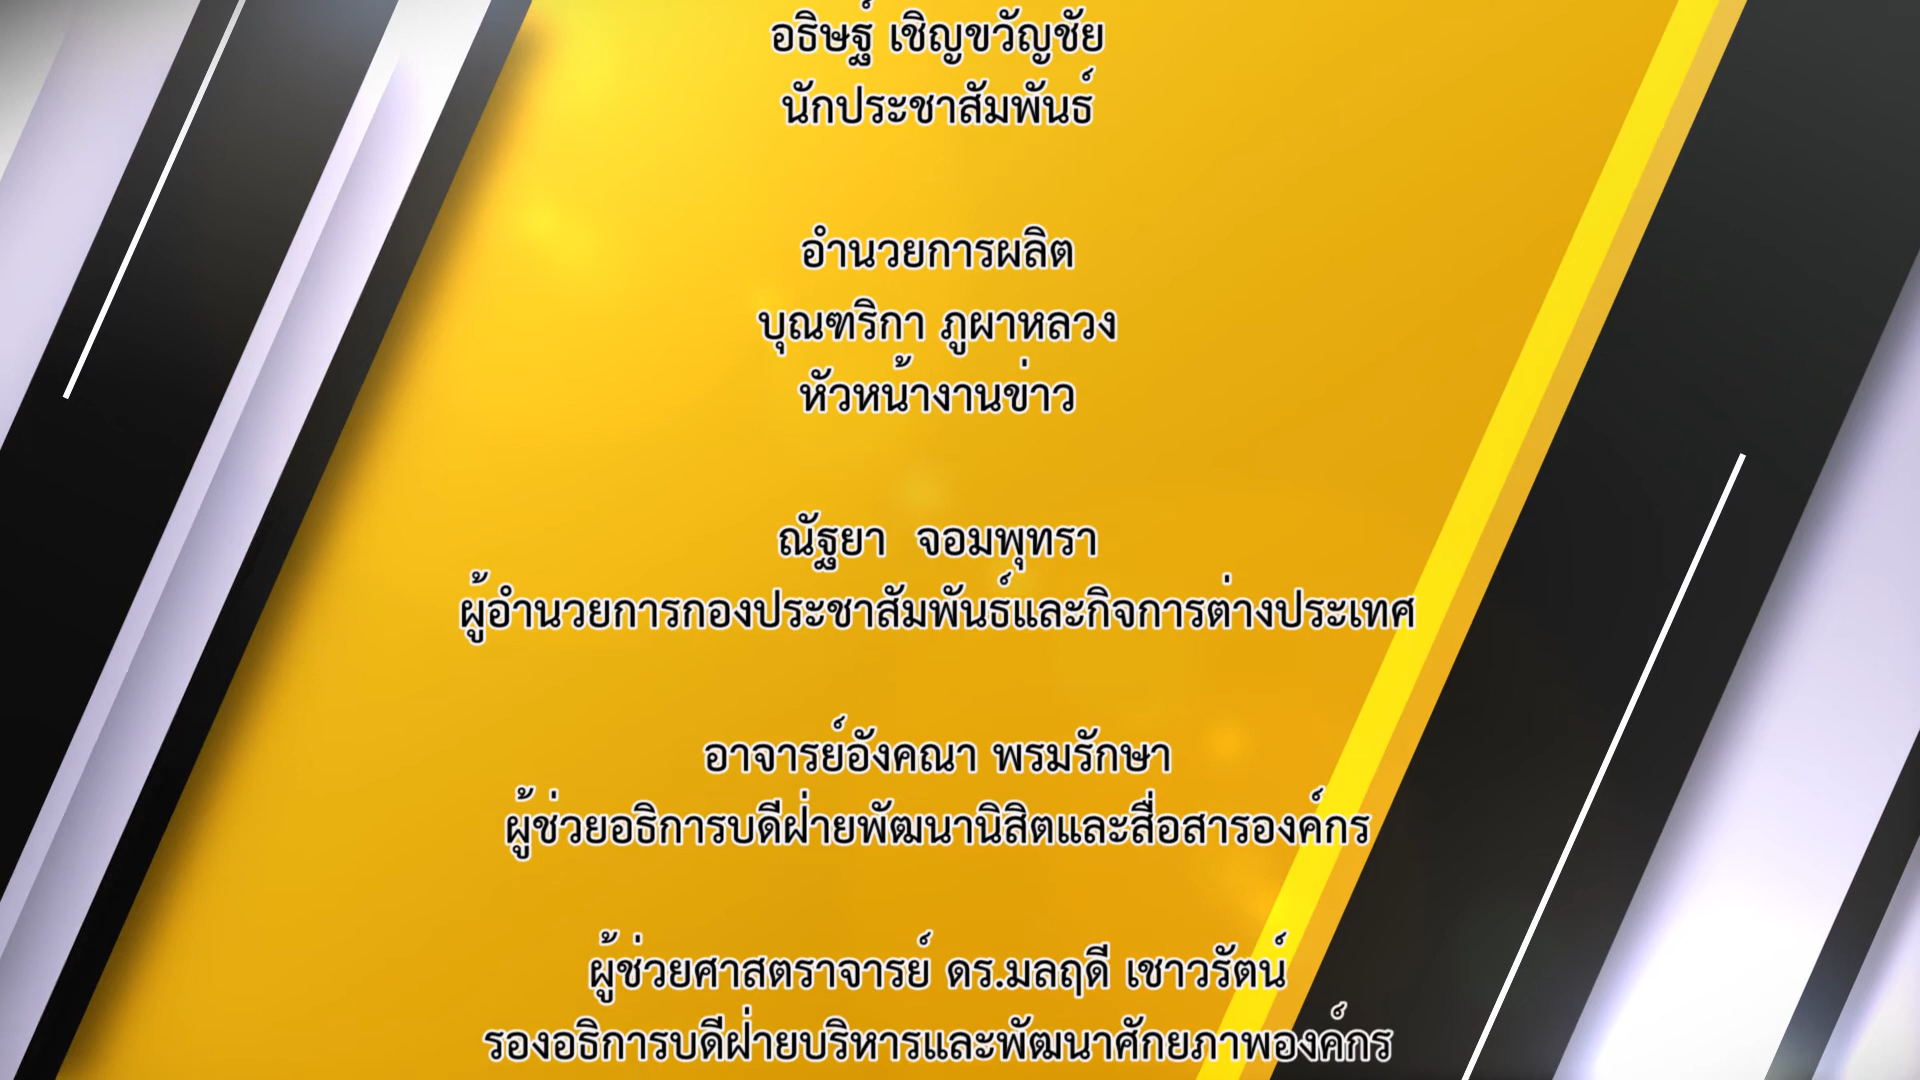 อธิษฐ์ เชิญขวัญชัย
นักประชาสัมพันธ์
อำนวยการผลิต
บุณฑริกา ภูผาหลวง
หัวหน้างานข่าว
ณัฐยา จอมพุทรา
ผู้อำนวยการกองประชาสัมพันธ์และกิจการต่างประเทศ
อาจารย์อังคณา พรมรักษา
ผู้ช่วยอธิการบดีฝ่ายพัฒนานิสิตและสื่อสารองค์กร
ผู้ช่วยศาสตราจารย์ ดร.มลฤดี เชาวรัตน์
รองอธิการบดีฝ่ายบริหารและพัฒนาศักยภาพองค์กร